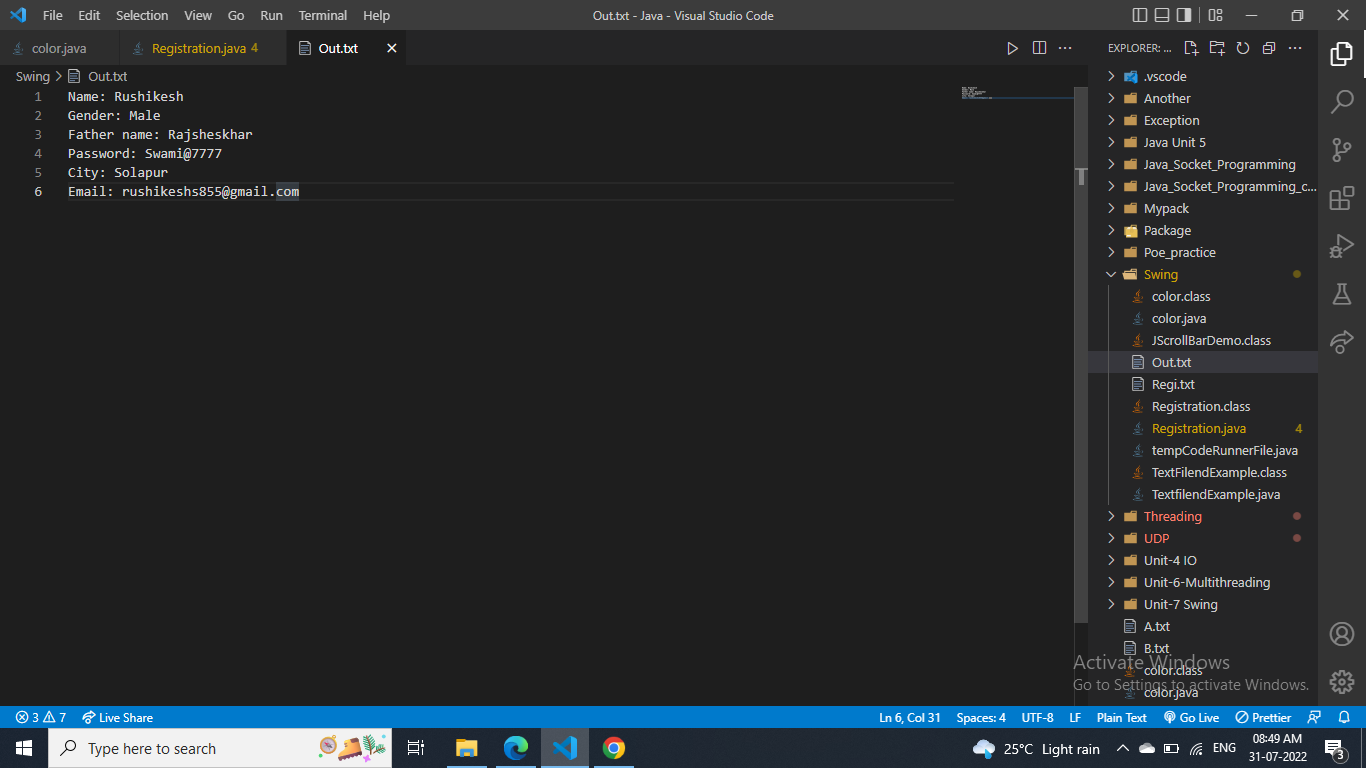 File Edit Selection View Go Run Terminal Help Out.txt - Java - Visual Studio Code
color.java Registration.java 4 Out.txt
Swing > Out.txt
1 Name: Rushikesh
2 Gender: Male
3 Father name: Rajsheskhar
4 Password: Swami@7777
5 City: Solapur
6 Email: rushikeshs855@gmail.com
EXPLORER: ...
.vscode
Another
Exception
Java Unit 5
Java_Socket_Programming
Java_Socket_Programming_c...
Mypack
Package
Poe_practice
Swing
color.class
color.java
JScrollBarDemo.class
Out.txt
Regi.txt
Registration.class
Registration.java 4
tempCodeRunnerFile.java
TextFilendExample.class
TextfilendExample.java
Threading
UDP
Unit-4 IO
Unit-6-Multithreading
Unit-7 Swing
A.txt
B.txt
color.class
color.java
Activate Windows
Go to Settings to activate Windows.
3 7 Live Share Ln 6, Col 31 Spaces: 4 UTF-8 LF Plain Text Go Live Prettier
Type here to search 25°C Light rain ENG 08:49 AM
31-07-2022 3